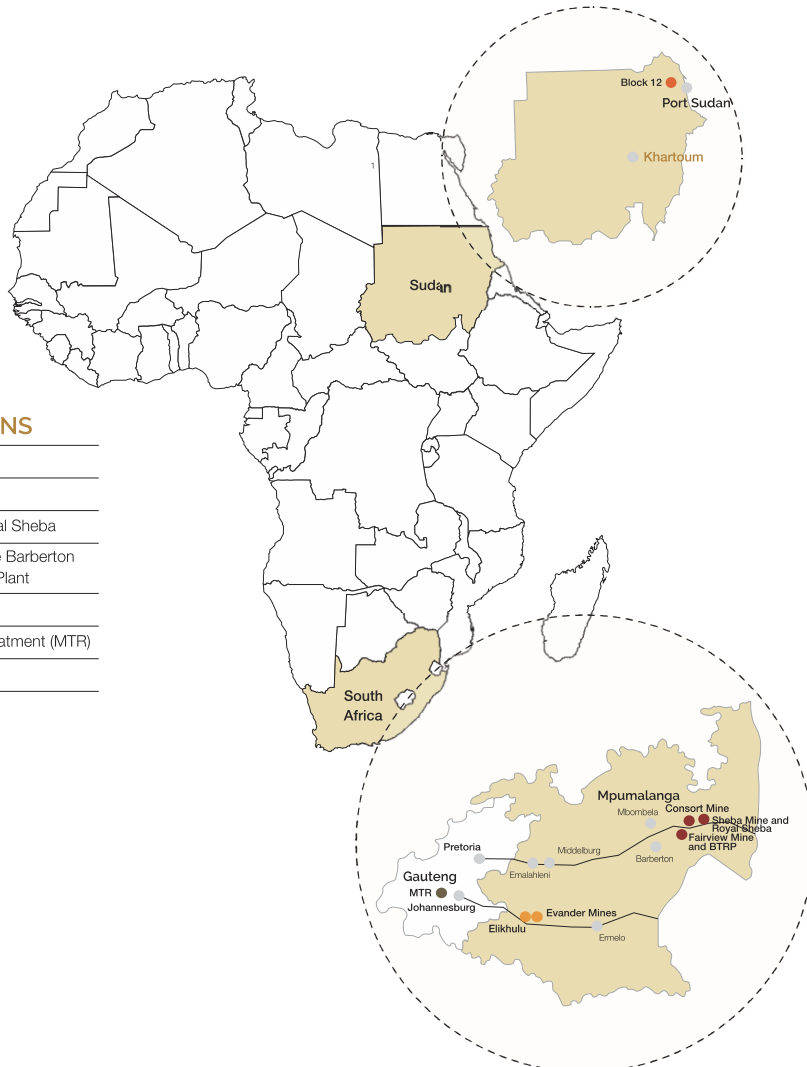 Block 12
Port Sudan
Khartoum
1
Sudan
NS
al Sheba
e Barberton
Plant
atment (MTR)
South
Africa
Mpumalanga
Consort Mine
Mbombela
Sheba Mine and
Royal Sheba
Fairview Mine
and BTRP
Pretoria
Middelburg
Barberton
Emalahleni
Gauteng
MTR
Johannesburg
Evander Mines
Elikhulu
Ermelo